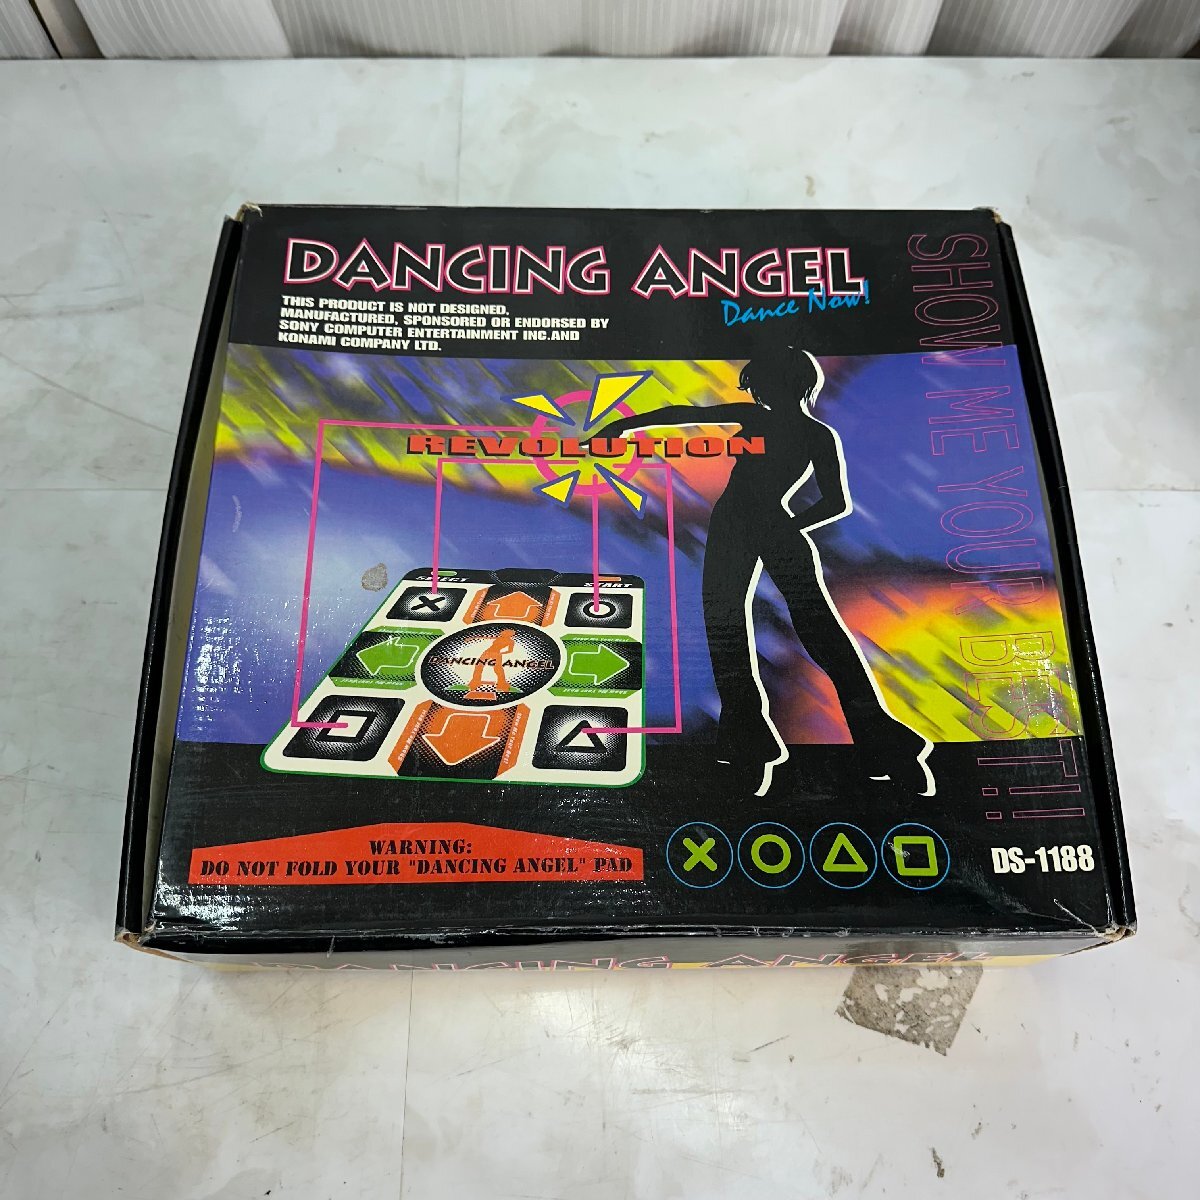 DANCING ANGEL
Dance Now!
THIS PRODUCT IS NOT DESIGNED,
MANUFACTURED, SPONSORED OR ENDORSED BY
SONY COMPUTER ENTERTAINMENT INC.AND
KONAMI COMPANY LTD.
SHOW ME YOUR BEST!!
REVOLUTION
SELECT
START
DANCING ANGEL
WARNING:
DO NOT FOLD YOUR "DANCING ANGEL" PAD
DS-1188
DANCING ANGEL